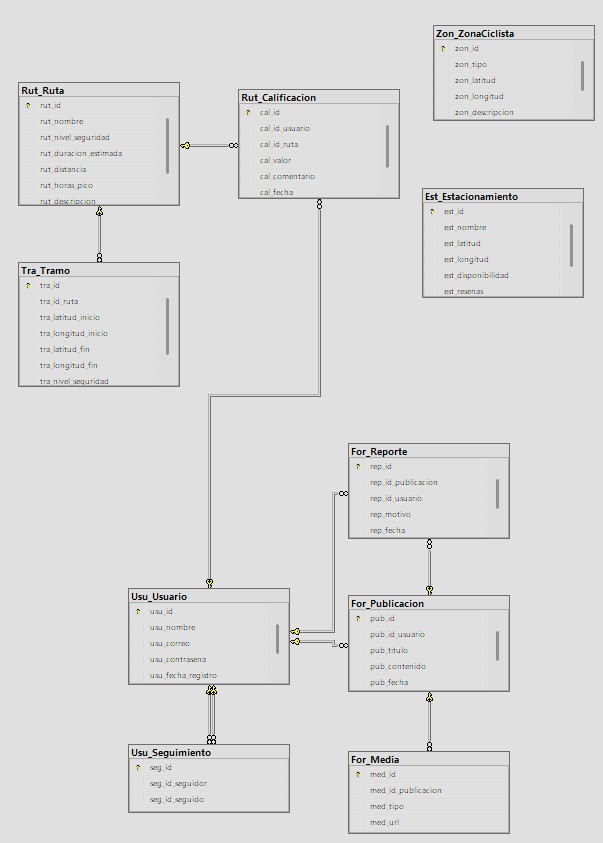 Zon_ZonaCiclista
zon_id
zon_tipo
zon_latitud
zon_longitud
zon_descripcion
Rut_Ruta
rut_id
rut_nombre
rut_nivel_seguridad
rut_duracion_estimada
rut_distancia
rut_horas_pico
rut_descripcion
Rut_Calificacion
cal_id
cal_id_usuario
cal_id_ruta
cal_valor
cal_comentario
cal_fecha
Est_Estacionamiento
est_id
est_nombre
est_latitud
est_longitud
est_disponibilidad
est_resenas
Tra_Tramo
tra_id
tra_id_ruta
tra_latitud_inicio
tra_longitud_inicio
tra_latitud_fin
tra_longitud_fin
tra_nivel_seguridad
For_Reporte
rep_id
rep_id_publicacion
rep_id_usuario
rep_motivo
rep_fecha
Usu_Usuario
usu_id
usu_nombre
usu_correo
usu_contrasena
usu_fecha_registro
For_Publicacion
pub_id
pub_id_usuario
pub_titulo
pub_contenido
pub_fecha
Usu_Seguimiento
seg_id
seg_id_seguidor
seg_id_seguido
For_Media
med_id
med_id_publicacion
med_tipo
med_url